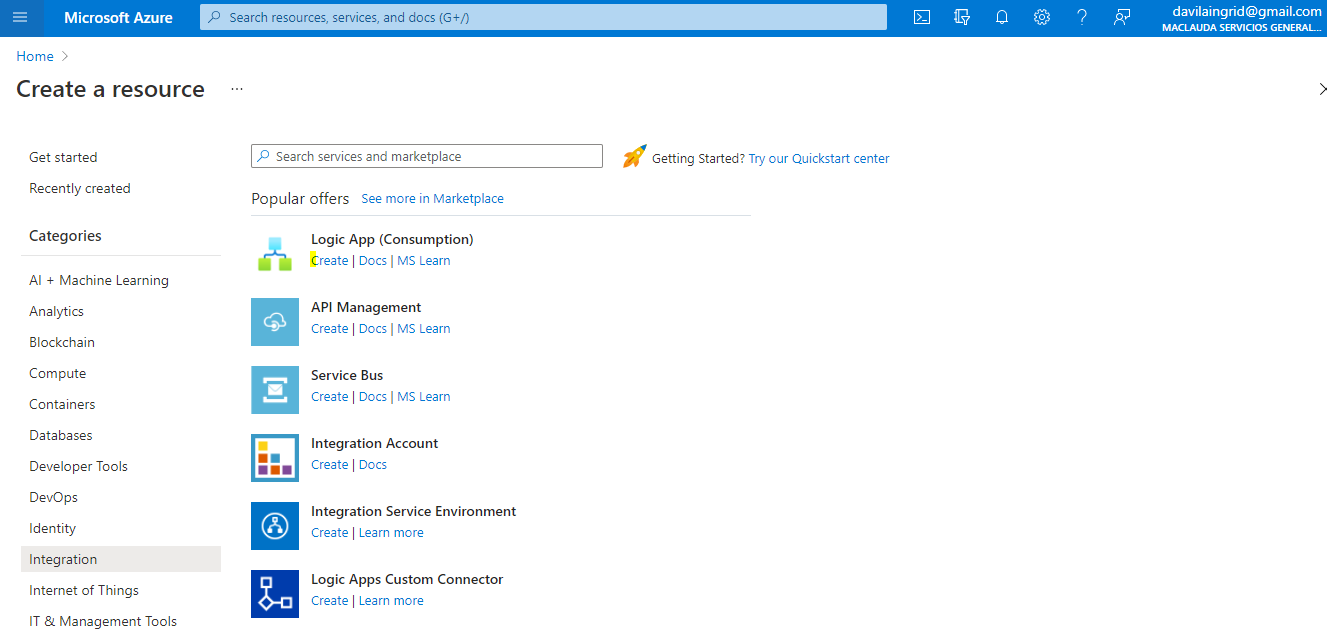 Microsoft Azure
Search resources, services, and docs (G+/)
davilaingrid@gmail.com
MACLAUDA SERVICIOS GENERAL...
Home
Create a resource ...
Get started
Recently created
Categories
AI + Machine Learning
Analytics
Blockchain
Compute
Containers
Databases
Developer Tools
DevOps
Identity
Integration
Internet of Things
IT & Management Tools
Search services and marketplace
Getting Started? Try our Quickstart center
Popular offers See more in Marketplace
Logic App (Consumption)
Create | Docs | MS Learn
API Management
Create | Docs | MS Learn
Service Bus
Create | Docs | MS Learn
Integration Account
Create | Docs
Integration Service Environment
Create | Learn more
Logic Apps Custom Connector
Create | Learn more